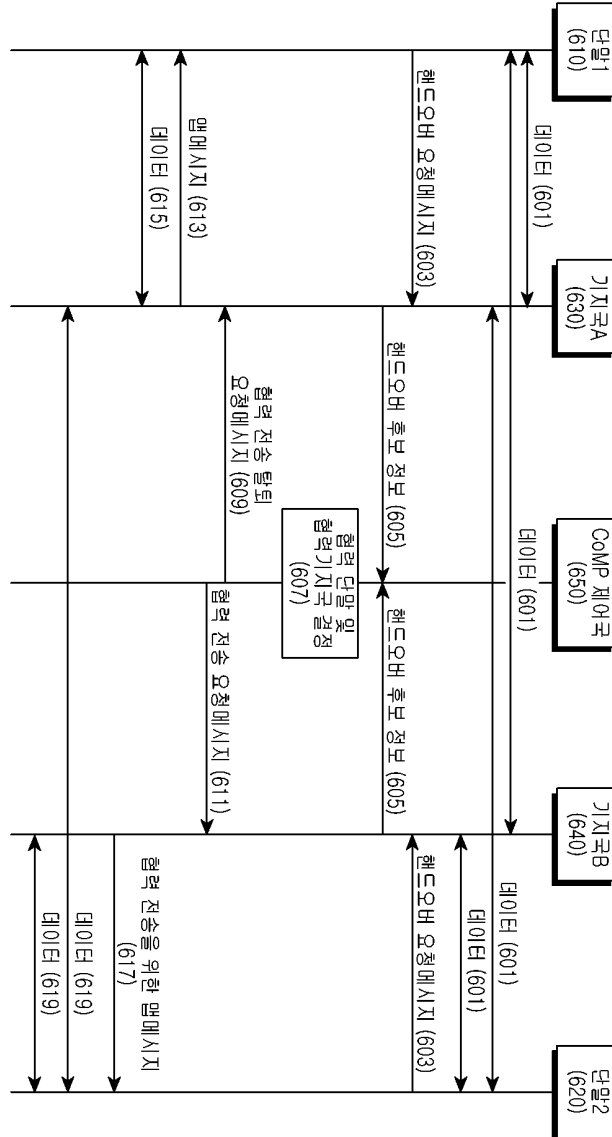 단말1
(610)
기지국A
(630)
CoMP 제어국
(650)
기지국B
(640)
단말2
(620)
데이터 (601)
데이터 (601)
데이터 (601)
데이터 (601)
핸드오버 요청메시지 (603)
핸드오버 요청메시지 (603)
핸드오버 후보 정보 (605)
핸드오버 후보 정보 (605)
협력 단말 및
협력기지국 결정
(607)
협력 전송 탈퇴
요청메시지 (609)
협력 전송 요청메시지 (611)
맵메시지 (613)
데이터 (615)
협력 전송을 위한 맵메시지
(617)
데이터 (619)
데이터 (619)